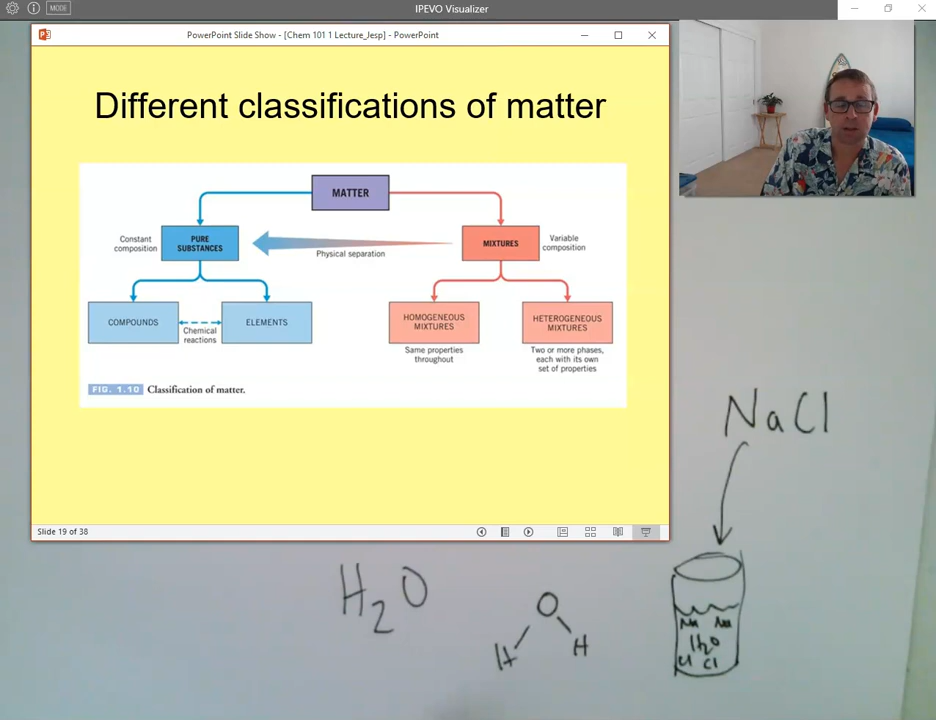 MODE
IPEVO Visualizer
PowerPoint Slide Show - [Chem 101 1 Lecture_Jesp] - PowerPoint
Different classifications of matter
MATTER
Constant
composition
PURE
SUBSTANCES
Physical separation
MIXTURES
Variable
composition
COMPOUNDS
Chemical
reactions
ELEMENTS
HOMOGENEOUS
MIXTURES
Same properties
throughout
HETEROGENEOUS
MIXTURES
Two or more phases,
each with its own
set of properties
FIG. 1.10 Classification of matter.
Slide 19 of 38
NaCl
H2O
O
H H
Na Na
H2O
Cl Cl